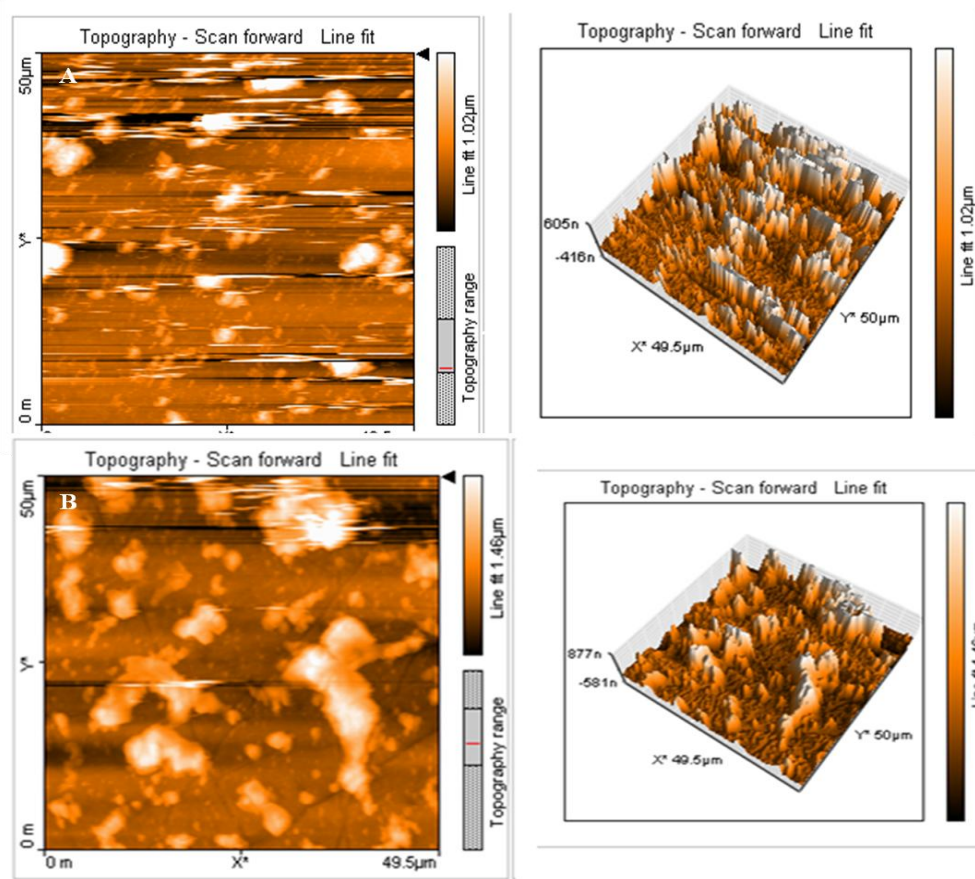 Topography - Scan forward Line fit
A
50µm
Y*
0 m
X*
Line fit 1.02µm
Topography range
Topography - Scan forward Line fit
605n
-416n
X* 49.5µm
Y* 50µm
Line fit 1.02µm
Topography - Scan forward Line fit
B
50µm
Y*
0 m
0 m
X*
49.5µm
Line fit 1.46µm
Topography range
Topography - Scan forward Line fit
877n
-581n
X* 49.5µm
Y* 50µm